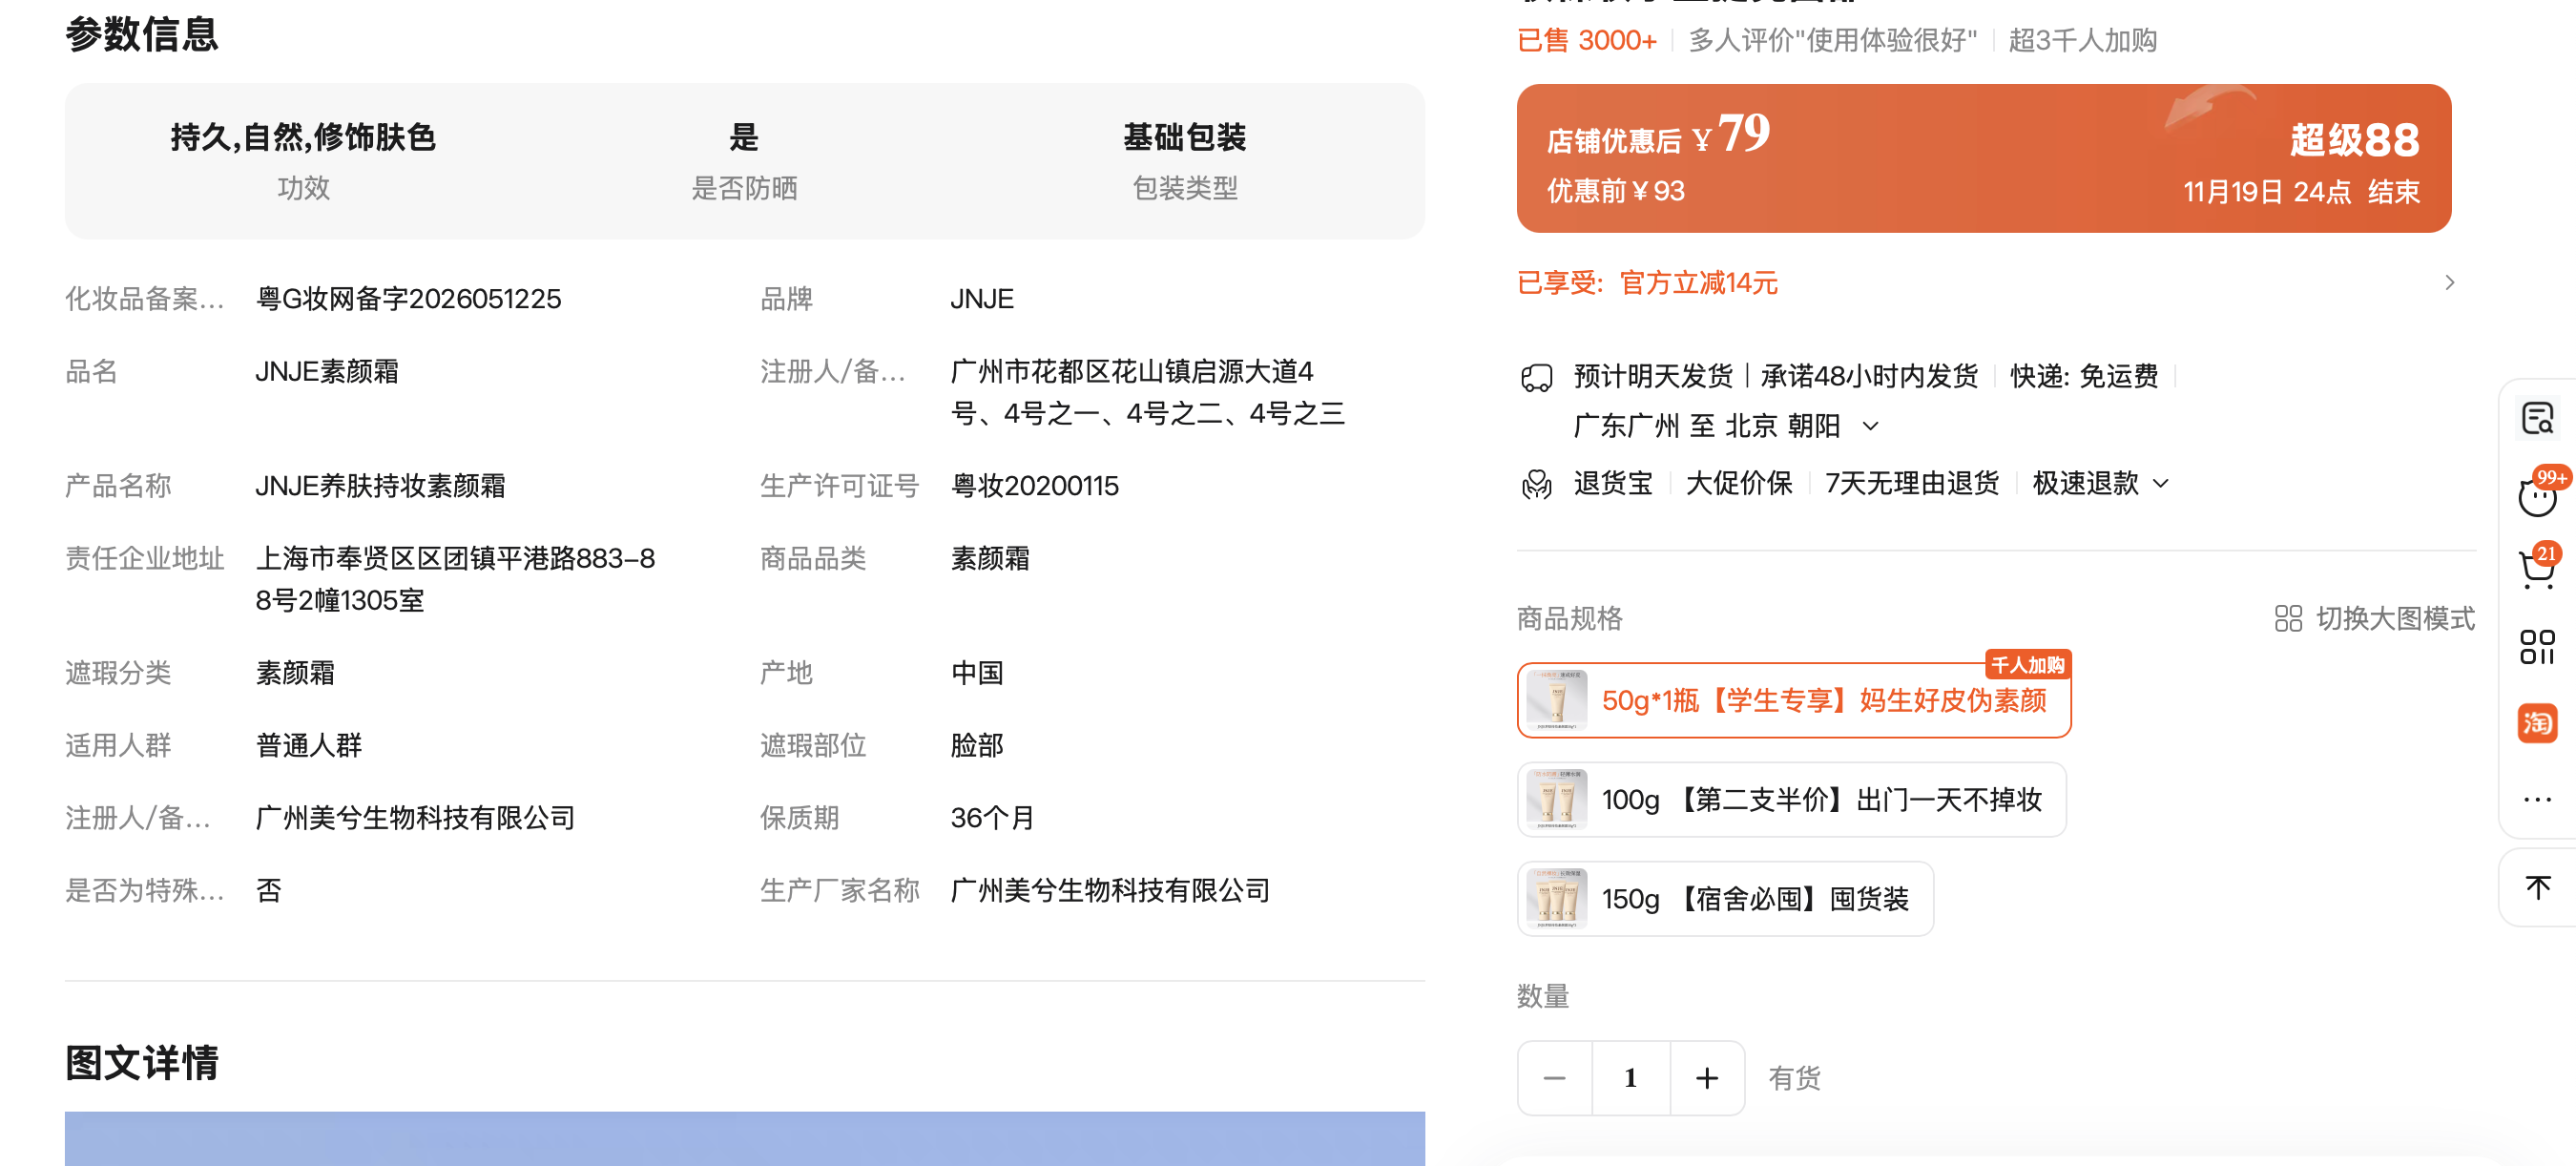 参数信息
持久,自然,修饰肤色
功效
是
是否防晒
基础包装
包装类型
化妆品备案... 粤G妆网备字2026051225
品牌 JNJE
品名 JNJE素颜霜
注册人/备... 广州市花都区花山镇启源大道4
号、4号之一、4号之二、4号之三
产品名称 JNJE养肤持妆素颜霜
生产许可证号 粤妆20200115
责任企业地址 上海市奉贤区区团镇平港路883-8
8号2幢1305室
商品品类 素颜霜
遮瑕分类 素颜霜
产地 中国
适用人群 普通人群
遮瑕部位 脸部
注册人/备... 广州美兮生物科技有限公司
保质期 36个月
是否为特殊... 否
生产厂家名称 广州美兮生物科技有限公司
图文详情
已售 3000+ 多人评价"使用体验很好" 超3千人加购
店铺优惠后 ¥79
优惠前 ¥93
超级88
11月19日 24点 结束
已享受: 官方立减14元
预计明天发货 | 承诺48小时内发货 快递: 免运费
广东广州 至 北京 朝阳
退货宝 大促价保 7天无理由退货 极速退款
商品规格
切换大图模式
千人加购
50g*1瓶【学生专享】妈生好皮伪素颜
100g 【第二支半价】出门一天不掉妆
150g 【宿舍必囤】囤货装
数量
1
有货
99+
21
淘